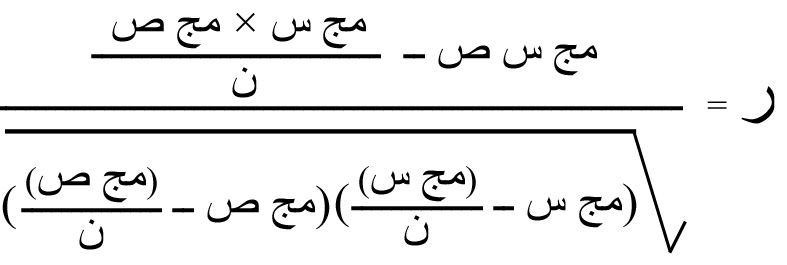 ر = (مج س ص – (مج س × مج ص) / ن) / √((مج س – (مج س) / ن)(مج ص – (مج ص) / ن))